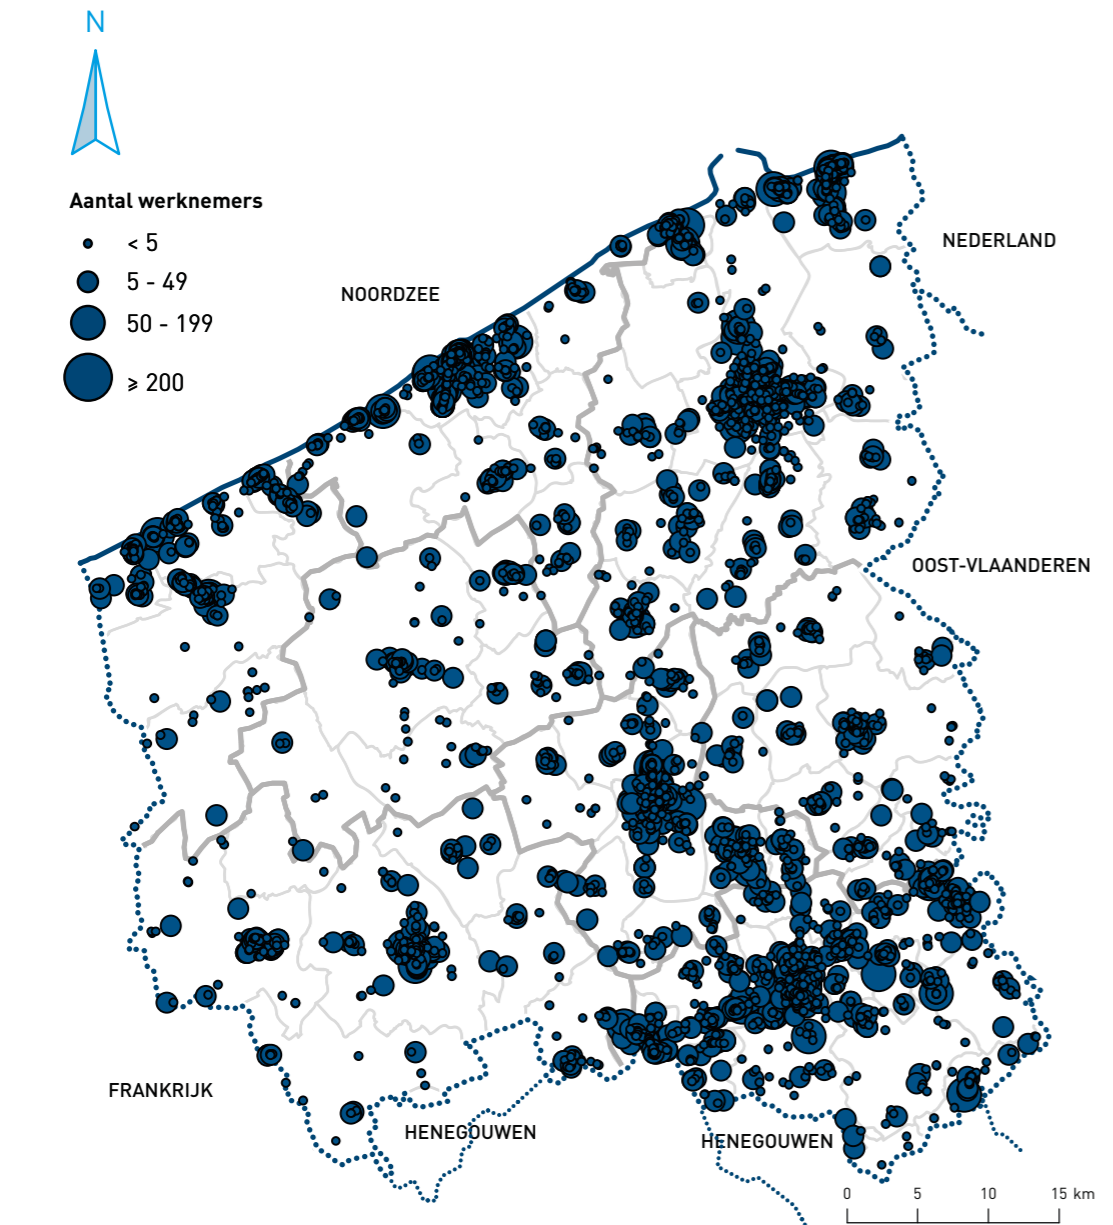 N
Aantal werknemers
< 5
5 - 49
50 - 199
⩾ 200
NOORDZEE
NEDERLAND
OOST-VLAANDEREN
FRANKRIJK
HENEGOUWEN
HENEGOUWEN
0 5 10 15 km